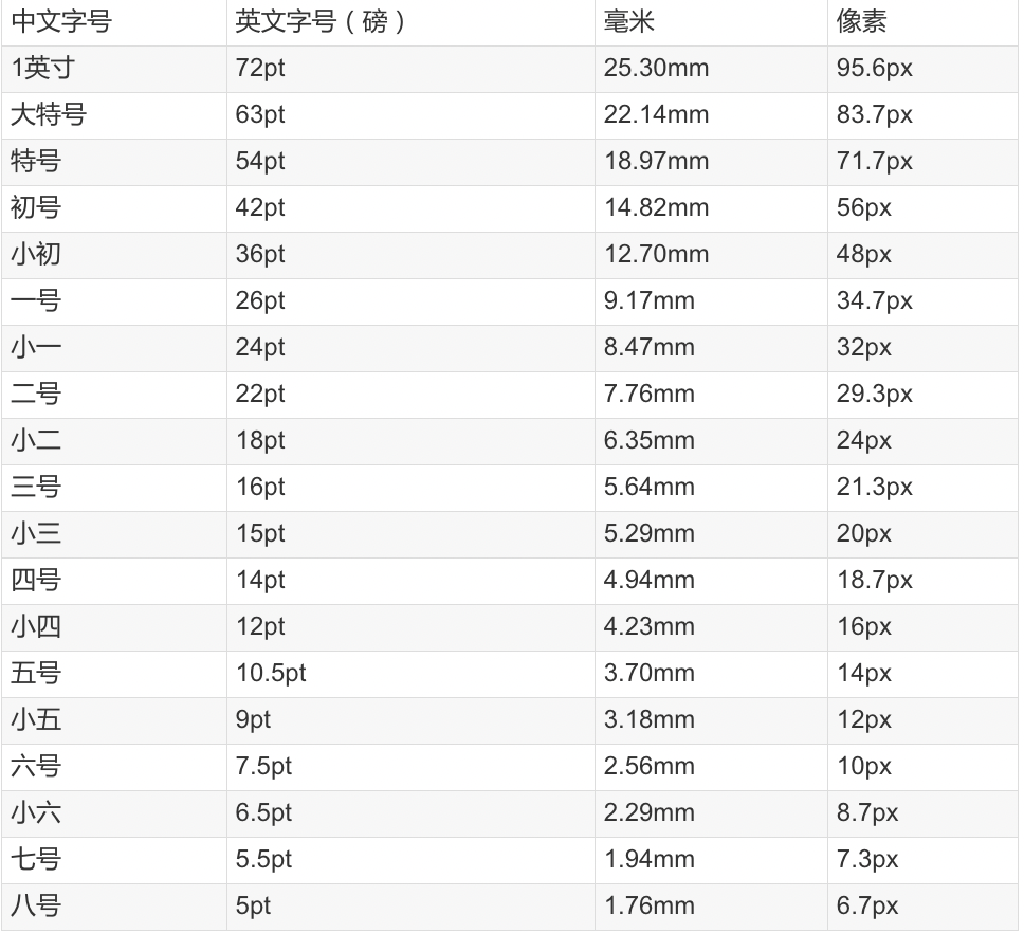 中文字号 英文字号（磅） 毫米 像素
1英寸 72pt 25.30mm 95.6px
大特号 63pt 22.14mm 83.7px
特号 54pt 18.97mm 71.7px
初号 42pt 14.82mm 56px
小初 36pt 12.70mm 48px
一号 26pt 9.17mm 34.7px
小一 24pt 8.47mm 32px
二号 22pt 7.76mm 29.3px
小二 18pt 6.35mm 24px
三号 16pt 5.64mm 21.3px
小三 15pt 5.29mm 20px
四号 14pt 4.94mm 18.7px
小四 12pt 4.23mm 16px
五号 10.5pt 3.70mm 14px
小五 9pt 3.18mm 12px
六号 7.5pt 2.56mm 10px
小六 6.5pt 2.29mm 8.7px
七号 5.5pt 1.94mm 7.3px
八号 5pt 1.76mm 6.7px